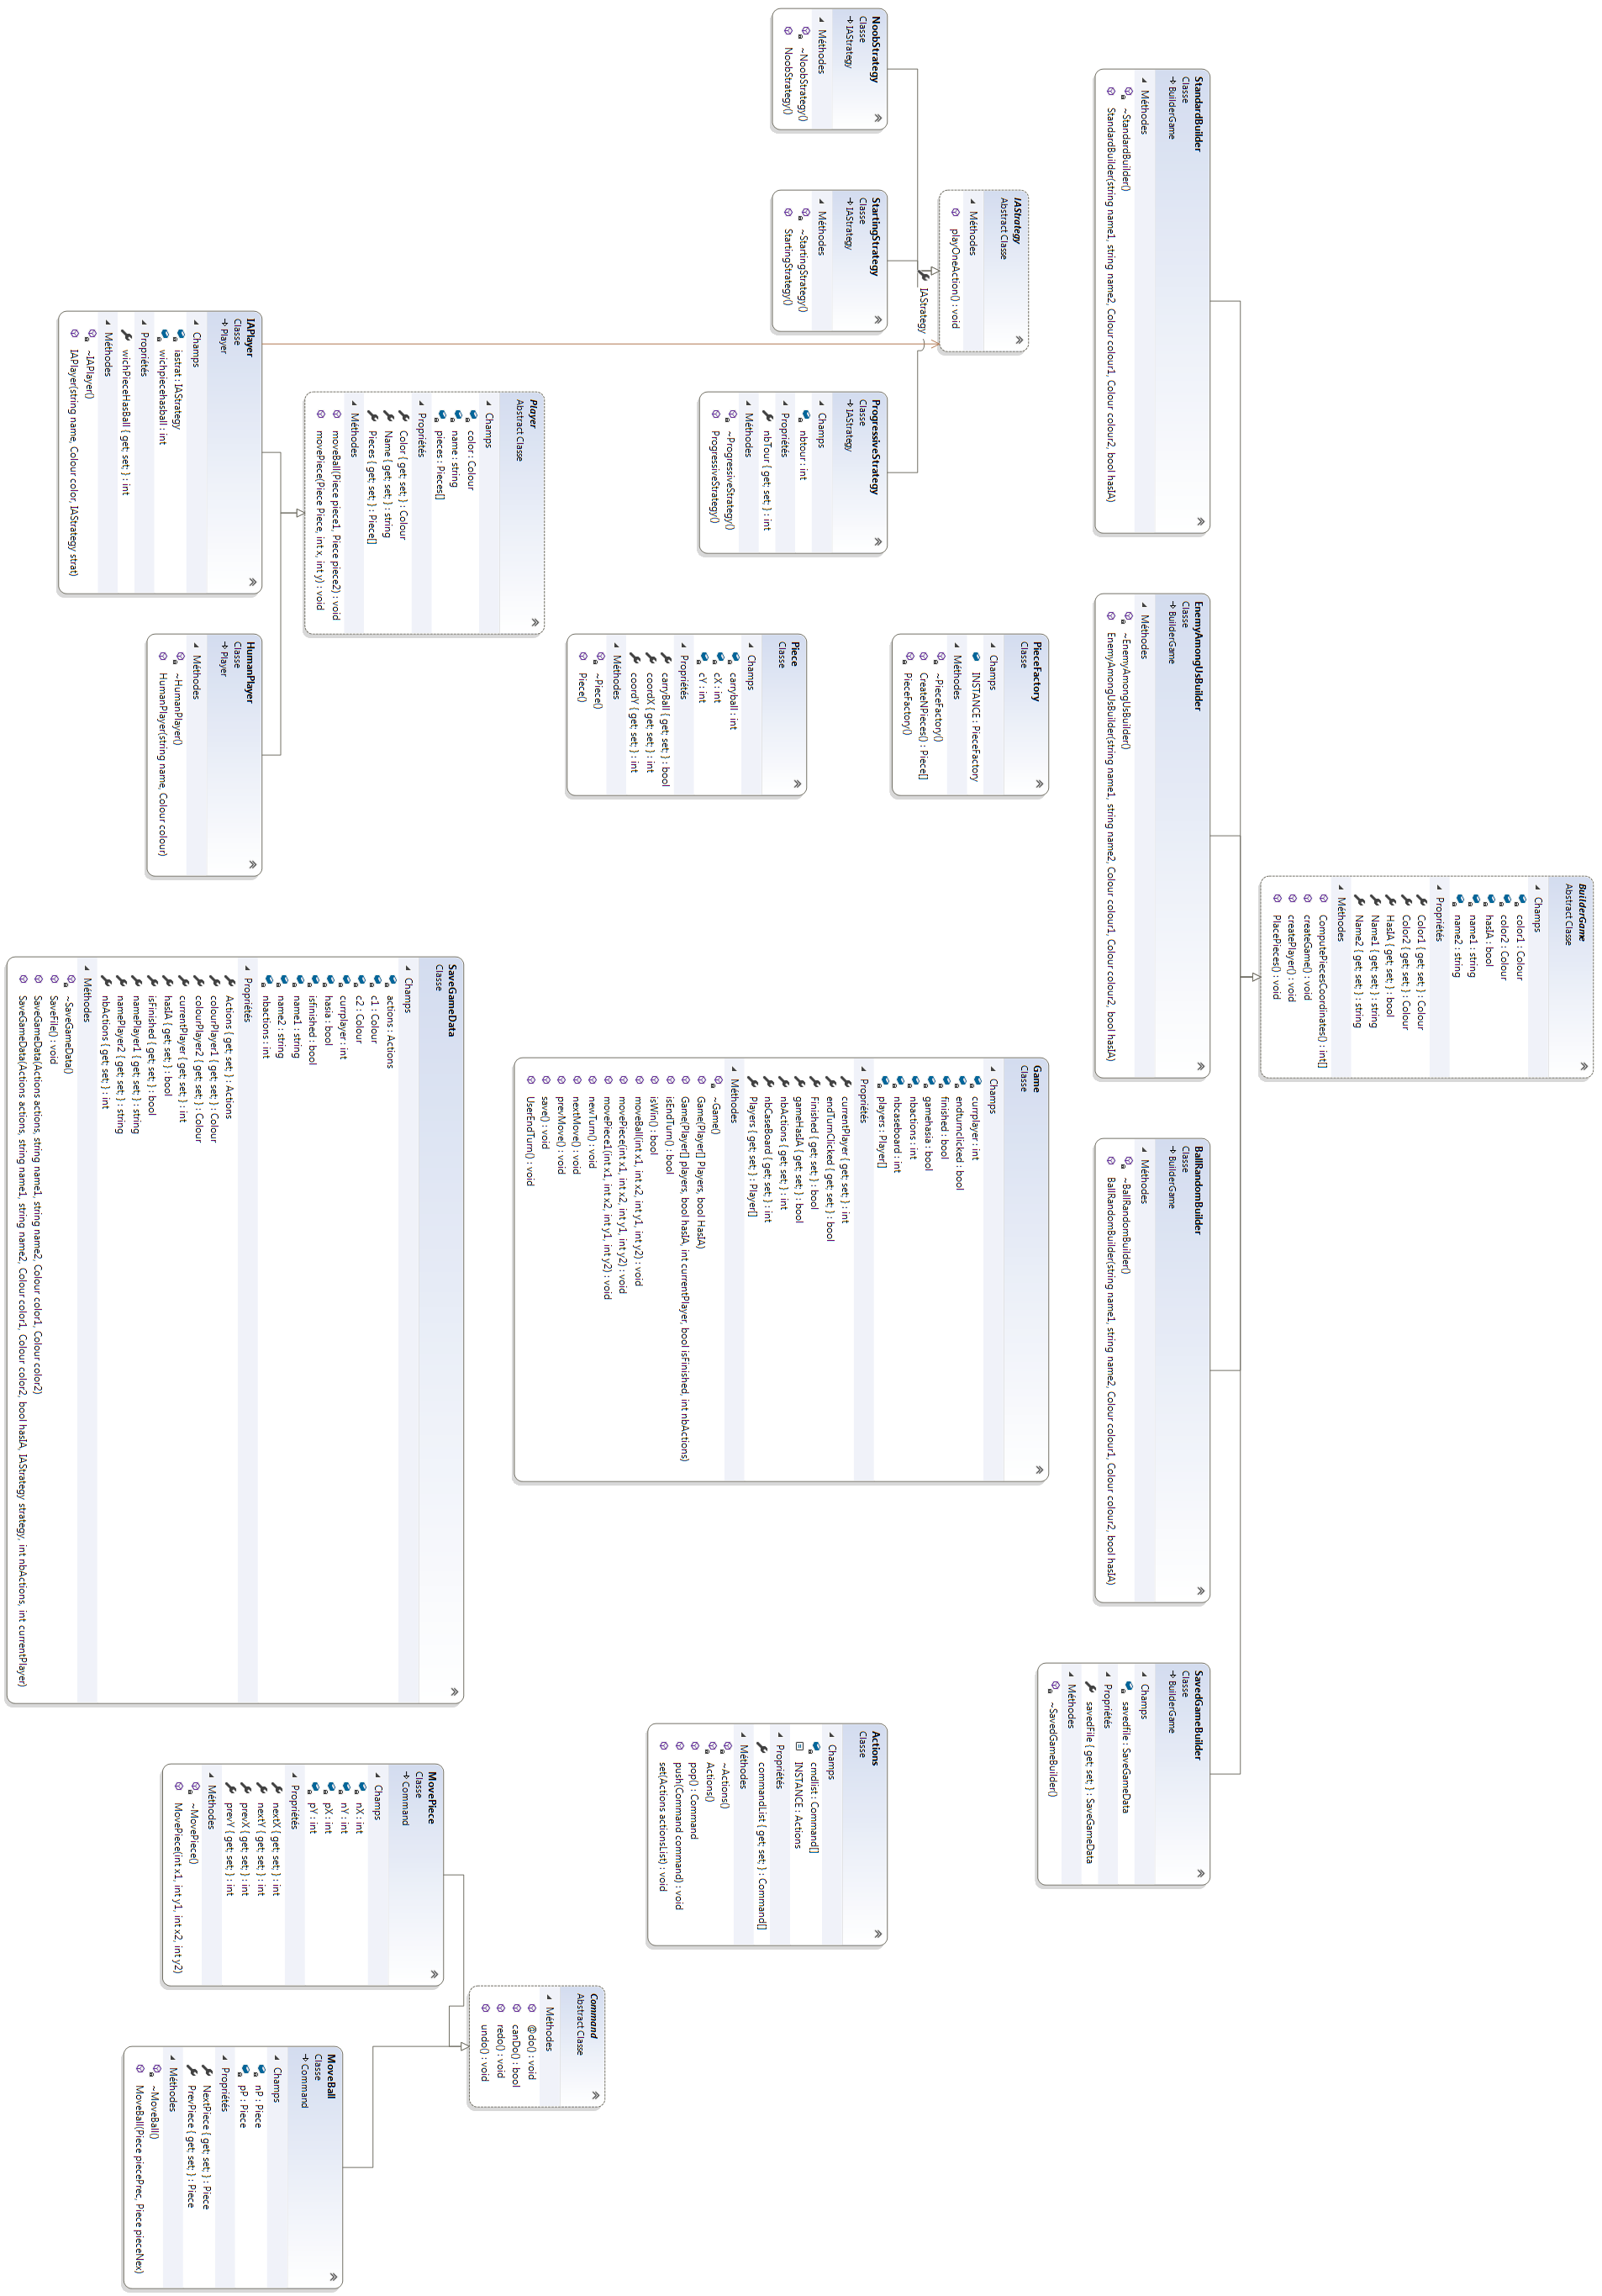 BuilderGame
Abstract Classe
Champs
color1 : Colour
color2 : Colour
hasIA : bool
name1 : string
name2 : string
Propriétés
Color1 { get; set; } : Colour
Color2 { get; set; } : Colour
HasIA { get; set; } : bool
Name1 { get; set; } : string
Name2 { get; set; } : string
Méthodes
ComputePiecesCoordinates() : int[]
createGame() : void
createPlayer() : void
PlacePieces() : void
StandardBuilder
Classe
BuilderGame
Méthodes
~StandardBuilder()
StandardBuilder(string name1, string name2, Colour colour1, Colour colour2, bool hasIA)
EnemyAmongUsBuilder
Classe
BuilderGame
Méthodes
~EnemyAmongUsBuilder()
EnemyAmongUsBuilder(string name1, string name2, Colour colour1, Colour colour2, bool hasIA)
BallRandomBuilder
Classe
BuilderGame
Méthodes
~BallRandomBuilder()
BallRandomBuilder(string name1, string name2, Colour colour1, Colour colour2, bool hasIA)
SavedGameBuilder
Classe
BuilderGame
Champs
savedfile : SaveGameData
Propriétés
savedFile { get; set; } : SaveGameData
Méthodes
~SavedGameBuilder()
IAStrategy
Abstract Classe
Méthodes
playOneAction() : void
IAStrategy
PieceFactory
Classe
Champs
INSTANCE : PieceFactory
Méthodes
~PieceFactory()
CreateNPieces() : Piece[]
PieceFactory()
Game
Classe
Champs
currplayer : int
endturnclicked : bool
finished : bool
gamehasia : bool
nbactions : int
nbcaseboard : int
players : Player[]
Propriétés
currentPlayer { get; set; } : int
endTurnClicked { get; set; } : bool
Finished { get; set; } : bool
gameHasIA { get; set; } : bool
nbActions { get; set; } : int
nbCaseBoard { get; set; } : int
Players { get; set; } : Player[]
Méthodes
~Game()
Game(Player[] Players, bool HasIA)
Game(Player[] players, bool hasIA, int currentPlayer, bool isFinished, int nbActions)
isEndTurn() : bool
isWin() : bool
moveBall(int x1, int x2, int y1, int y2) : void
movePiece(int x1, int x2, int y1, int y2) : void
movePiece1(int x1, int x2, int y1, int y2) : void
newTurn() : void
nextMove() : void
prevMove() : void
save() : void
UserEndTurn() : void
NoobStrategy
Classe
IAStrategy
Méthodes
~NoobStrategy()
NoobStrategy()
StartingStrategy
Classe
IAStrategy
Méthodes
~StartingStrategy()
StartingStrategy()
ProgressiveStrategy
Classe
IAStrategy
Champs
nbtour : int
Propriétés
nbTour { get; set; } : int
Méthodes
~ProgressiveStrategy()
ProgressiveStrategy()
Actions
Classe
Champs
cmdlist : Command[]
INSTANCE : Actions
Propriétés
commandList { get; set; } : Command[]
Méthodes
~Actions()
Actions()
pop() : Command
push(Command command) : void
set(Actions actionsList) : void
Piece
Classe
Champs
carryball : int
cX : int
cY : int
Propriétés
carryBall { get; set; } : bool
coordX { get; set; } : int
coordY { get; set; } : int
Méthodes
~Piece()
Piece()
Command
Abstract Classe
Méthodes
@do() : void
canDo() : bool
redo() : void
undo() : void
Player
Abstract Classe
Champs
color : Colour
name : string
pieces : Pieces[]
Propriétés
Color { get; set; } : Colour
Name { get; set; } : string
Pieces { get; set; } : Piece[]
Méthodes
moveBall(Piece piece1, Piece piece2) : void
movePiece(Piece Piece, int x, int y) : void
SaveGameData
Classe
Champs
actions : Actions
c1 : Colour
c2 : Colour
currplayer : int
hasia : bool
isfinished : bool
name1 : string
name2 : string
nbactions : int
Propriétés
Actions { get; set; } : Actions
colourPlayer1 { get; set; } : Colour
colourPlayer2 { get; set; } : Colour
currentPlayer { get; set; } : int
hasIA { get; set; } : bool
isFinished { get; set; } : bool
namePlayer1 { get; set; } : string
namePlayer2 { get; set; } : string
nbActions { get; set; } : int
Méthodes
~SaveGameData()
SaveFile() : void
SaveGameData(Actions actions, string name1, string name2, Colour color1, Colour color2)
SaveGameData(Actions actions, string name1, string name2, Colour color1, Colour color2, bool hasIA, IAStrategy strategy, int nbActions, int currentPlayer)
MovePiece
Classe
Command
Champs
nX : int
nY : int
pX : int
pY : int
Propriétés
nextX { get; set; } : int
nextY { get; set; } : int
prevX { get; set; } : int
prevY { get; set; } : int
Méthodes
~MovePiece()
MovePiece(int x1, int y1, int x2, int y2)
MoveBall
Classe
Command
Champs
nP : Piece
pP : Piece
Propriétés
NextPiece { get; set; } : Piece
PrevPiece { get; set; } : Piece
Méthodes
~MoveBall()
MoveBall(Piece piecePrec, Piece pieceNex)
IAPlayer
Classe
Player
Champs
iastrat : IAStrategy
wichpiecehasball : int
Propriétés
wichPieceHasBall { get; set; } : int
Méthodes
~IAPlayer()
IAPlayer(string name, Colour color, IAStrategy strat)
HumanPlayer
Classe
Player
Méthodes
~HumanPlayer()
HumanPlayer(string name, Colour colour)